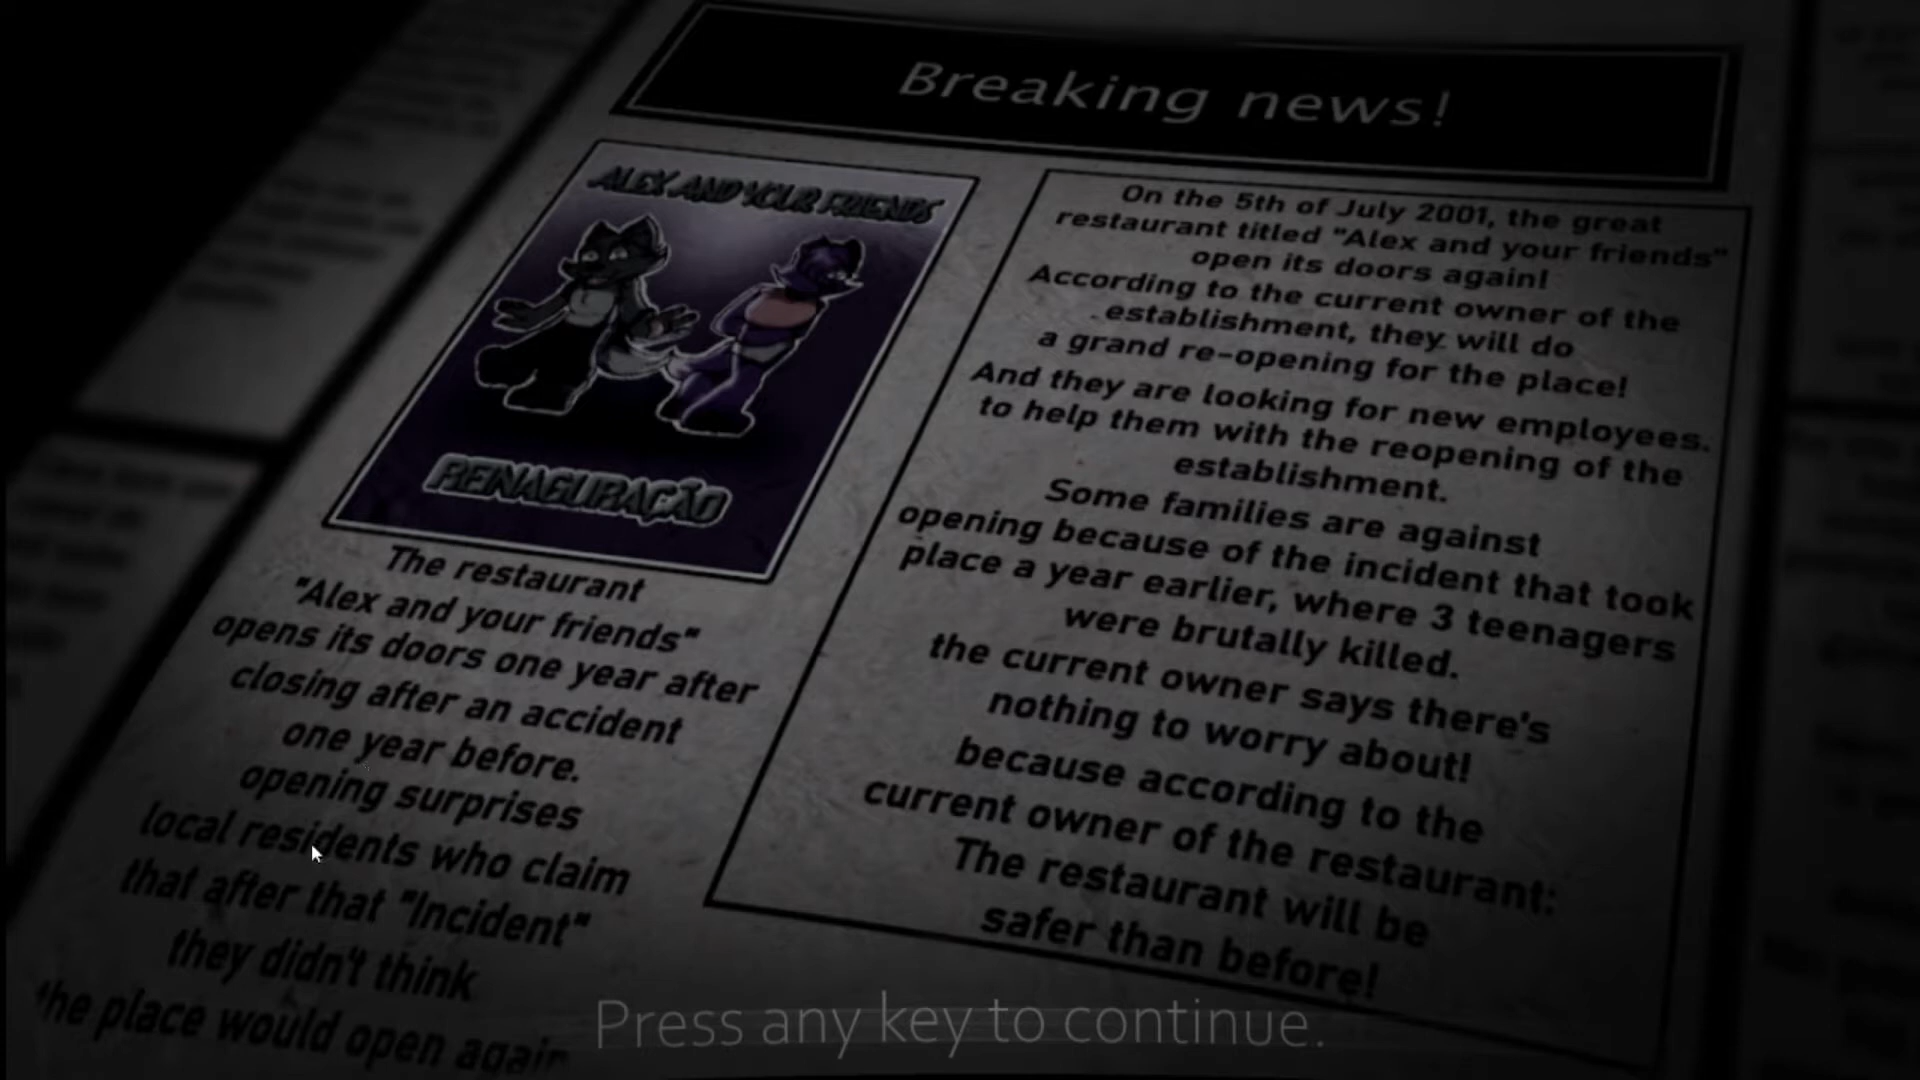 Breaking news!
ALEX AND YOUR FRIENDS
REINAGURAÇÃO
The restaurant
"Alex and your friends"
opens its doors one year after
closing after an accident
one year before.
opening surprises
local residents who claim
that after that "Incident"
they didn't think
the place would open again
On the 5th of July 2001, the great
restaurant titled "Alex and your friends"
open its doors again!
According to the current owner of the
establishment, they will do
a grand re-opening for the place!
And they are looking for new employees.
to help them with the reopening of the
establishment.
Some families are against
opening because of the incident that took
place a year earlier, where 3 teenagers
were brutally killed.
the current owner says there's
nothing to worry about!
because according to the
current owner of the restaurant:
The restaurant will be
safer than before!
Press any key to continue.